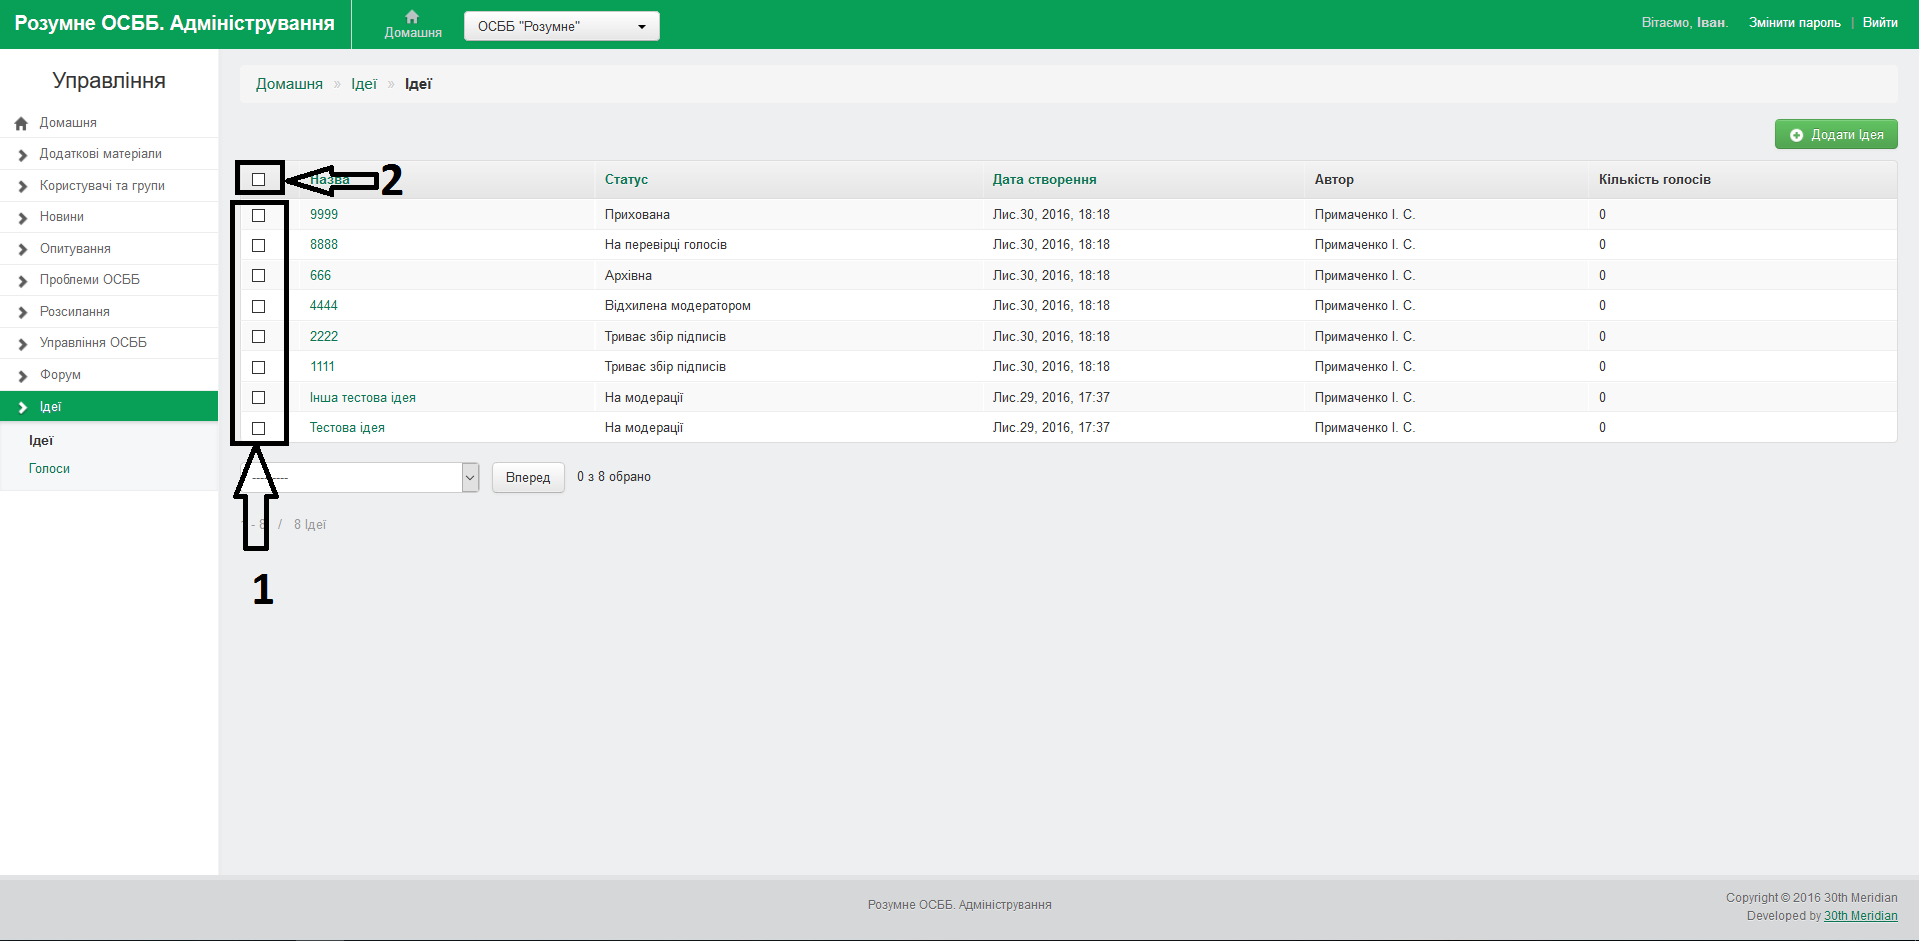 Розумне ОСББ. Адміністрування
Домашня
ОСББ "Розумне"
Вітаємо, Іван. Змінити пароль | Вийти
Управління
Домашня
Додаткові матеріали
Користувачі та групи
Новини
Опитування
Проблеми ОСББ
Розсилання
Управління ОСББ
Форум
Ідеї
Ідеї
Голоси
Домашня » Ідеї » Ідеї
Додати Ідея
2
Назва Статус Дата створення Автор Кількість голосів
9999 Прихована Лис.30, 2016, 18:18 Примаченко І. С. 0
8888 На перевірці голосів Лис.30, 2016, 18:18 Примаченко І. С. 0
666 Архівна Лис.30, 2016, 18:18 Примаченко І. С. 0
4444 Відхилена модератором Лис.30, 2016, 18:18 Примаченко І. С. 0
2222 Триває збір підписів Лис.30, 2016, 18:18 Примаченко І. С. 0
1111 Триває збір підписів Лис.30, 2016, 18:18 Примаченко І. С. 0
Інша тестова ідея На модерації Лис.29, 2016, 17:37 Примаченко І. С. 0
Тестова ідея На модерації Лис.29, 2016, 17:37 Примаченко І. С. 0
--------- Вперед 0 з 8 обрано
- 8 / 8 Ідеї
1
Розумне ОСББ. Адміністрування
Copyright © 2016 30th Meridian
Developed by 30th Meridian